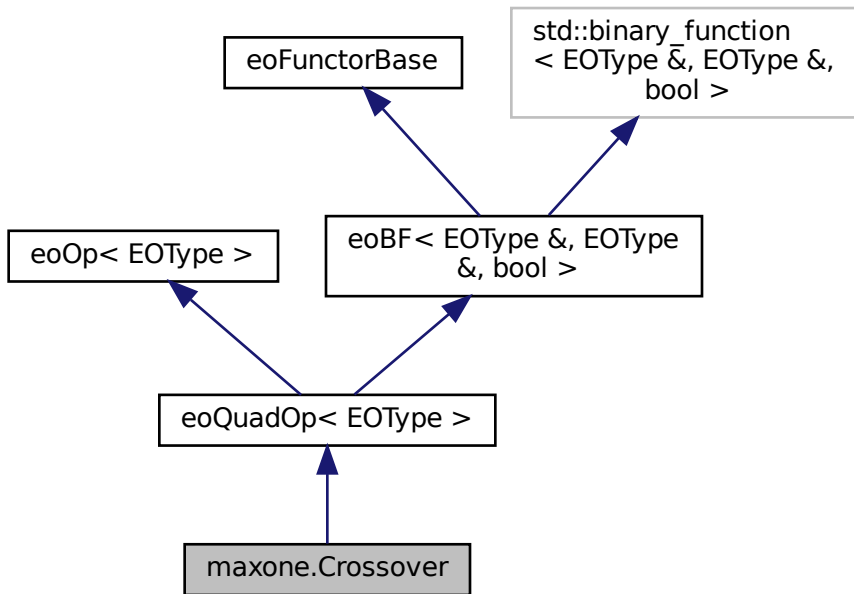 std::binary_function
< EOType &, EOType &,
bool >
eoFunctorBase
eoBF< EOType &, EOType
&, bool >
eoOp< EOType >
eoQuadOp< EOType >
maxone.Crossover